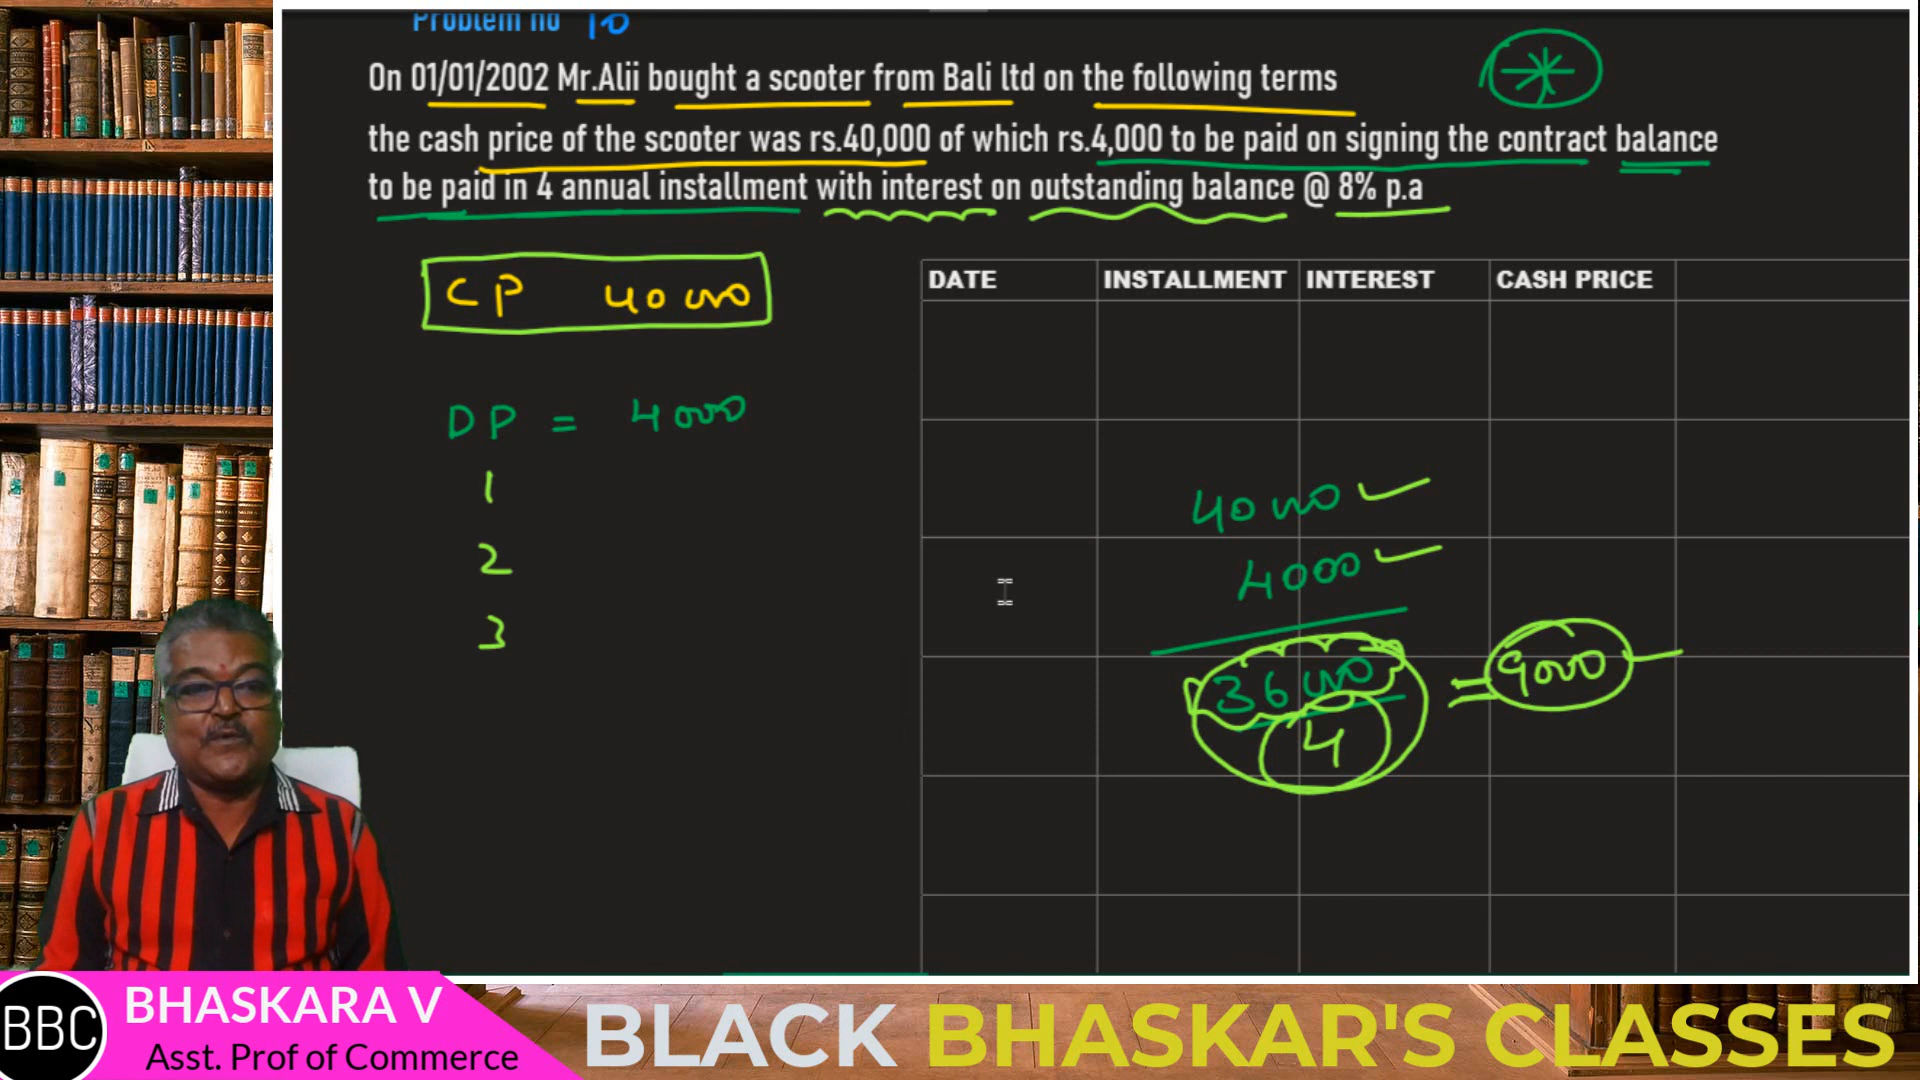 Problem no 10
On 01/01/2002 Mr.Alii bought a scooter from Bali ltd on the following terms
the cash price of the scooter was rs.40,000 of which rs.4,000 to be paid on signing the contract balance
to be paid in 4 annual installment with interest on outstanding balance @ 8% p.a
CP 40000
DATE INSTALLMENT INTEREST CASH PRICE
DP = 4000
1
2
3
40000
4000
36000 = 9000
4
BBC
BHASKARA V
Asst. Prof of Commerce
BLACK BHASKAR'S CLASSES